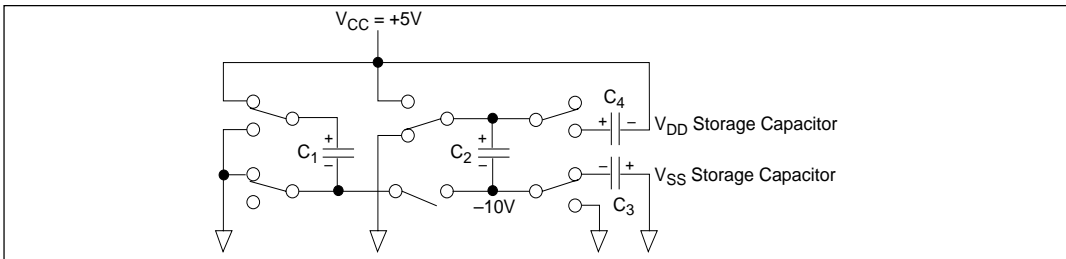 V_CC = +5V
C_4
+ −
V_DD Storage Capacitor
+
C_1
−
+
C_2
−
− +
V_SS Storage Capacitor
C_3
–10V